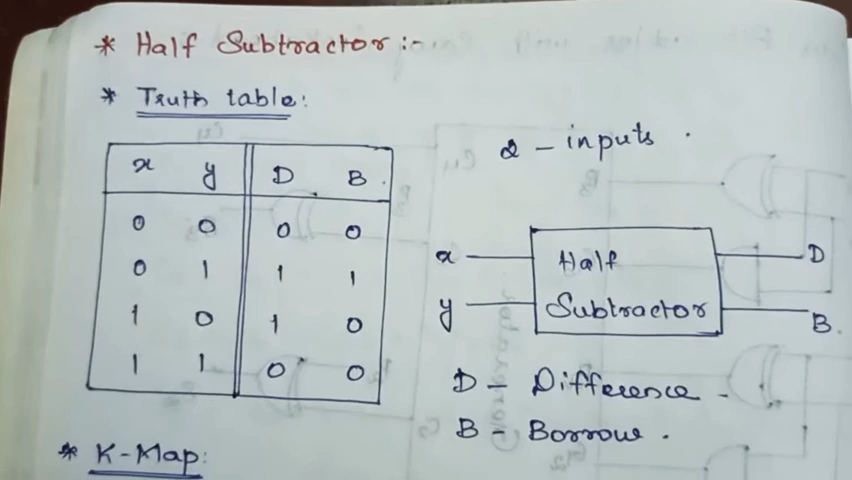 * Half Subtractor :-
* Truth table:
x y D B
0 0 0 0
0 1 1 1
1 0 1 0
1 1 0 0
2 - inputs .
x Half D
y Subtractor B.
D - Difference -
B - Borrow .
* K-Map: